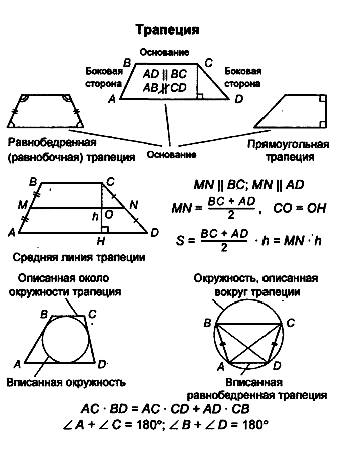 Трапеция
Основание
B C
Боковая сторона
AD || BC
AB ∦ CD
Боковая сторона
A D
Равнобедренная (равнобочная) трапеция
Основание
Прямоугольная трапеция
B C
M h O N
A H D
Средняя линия трапеции
MN || BC; MN || AD
MN = BC + AD / 2 , CO = OH
S = BC + AD / 2 · h = MN · h
Описанная около
окружности трапеция
B C
A D
Вписанная окружность
Окружность, описанная
вокруг трапеции
B C
A D
Вписанная
равнобедренная трапеция
AC · BD = AC · CD + AD · CB
∠A + ∠C = 180°; ∠B + ∠D = 180°